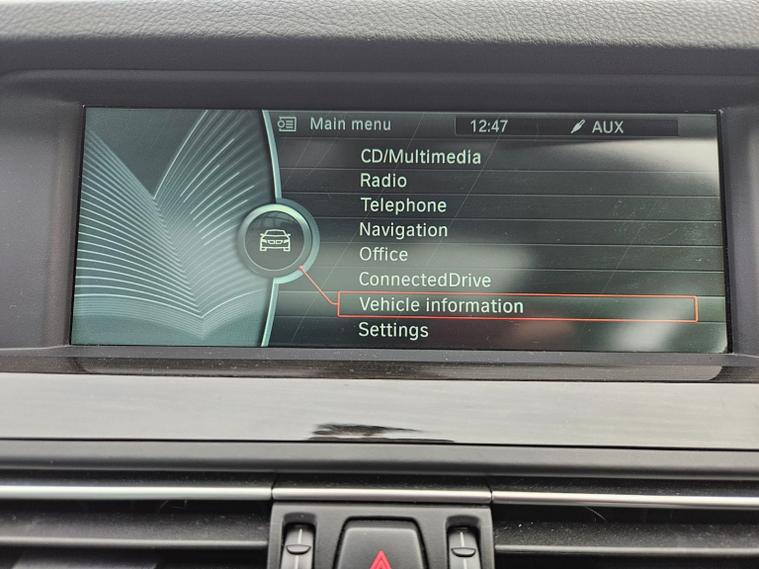 Main menu 12:47 AUX
CD/Multimedia
Radio
Telephone
Navigation
Office
ConnectedDrive
Vehicle information
Settings